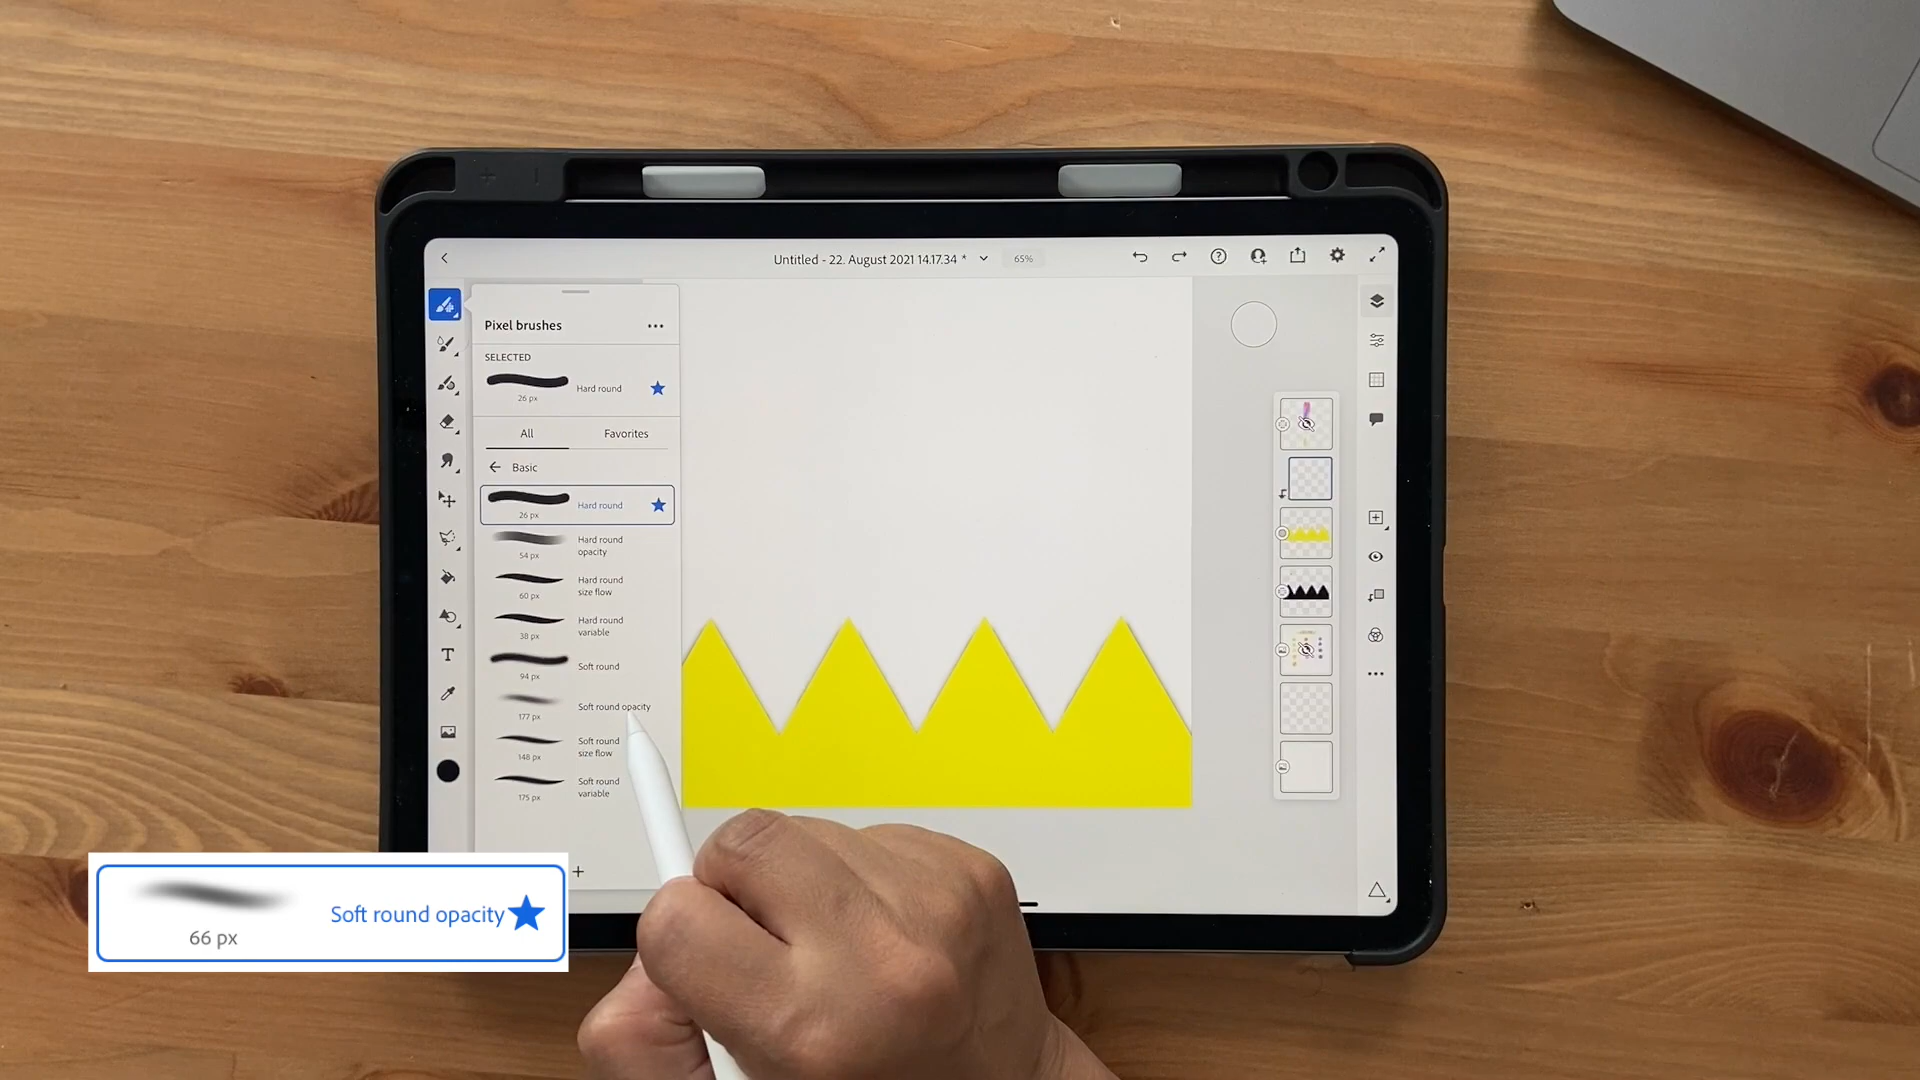 Untitled - 22. August 2021 14.17.34 *
65%
Pixel brushes
SELECTED
Hard round
26 px
All
Favorites
Basic
Hard round
26 px
Hard round
opacity
54 px
Hard round
size flow
60 px
Hard round
variable
38 px
Soft round
94 px
Soft round opacity
177 px
Soft round
size flow
148 px
Soft round
variable
175 px
T
Soft round opacity
66 px